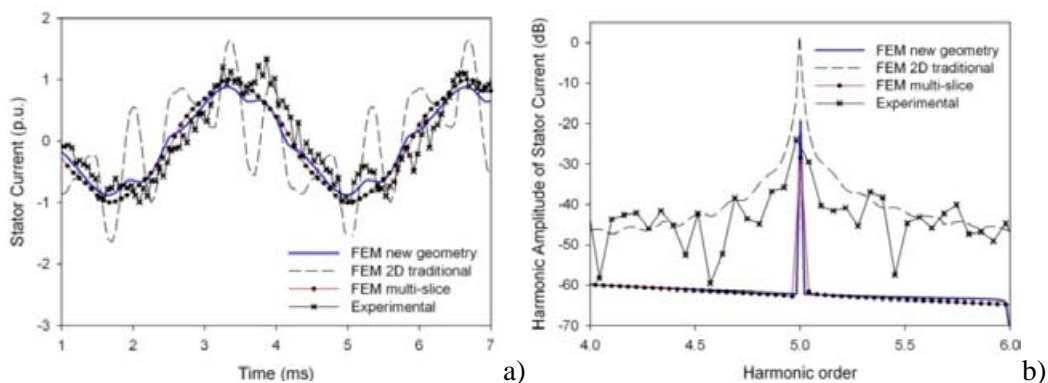 2
1
0
-1
-2
-3
1
2
3
4
5
6
7
Stator Current (p.u.)
Time (ms)
FEM new geometry
FEM 2D traditional
FEM multi-slice
Experimental
a)
0
-10
-20
-30
-40
-50
-60
-70
4.0
4.5
5.0
5.5
6.0
Harmonic Amplitude of Stator Current (dB)
Harmonic order
FEM new geometry
FEM 2D traditional
FEM multi-slice
Experimental
b)